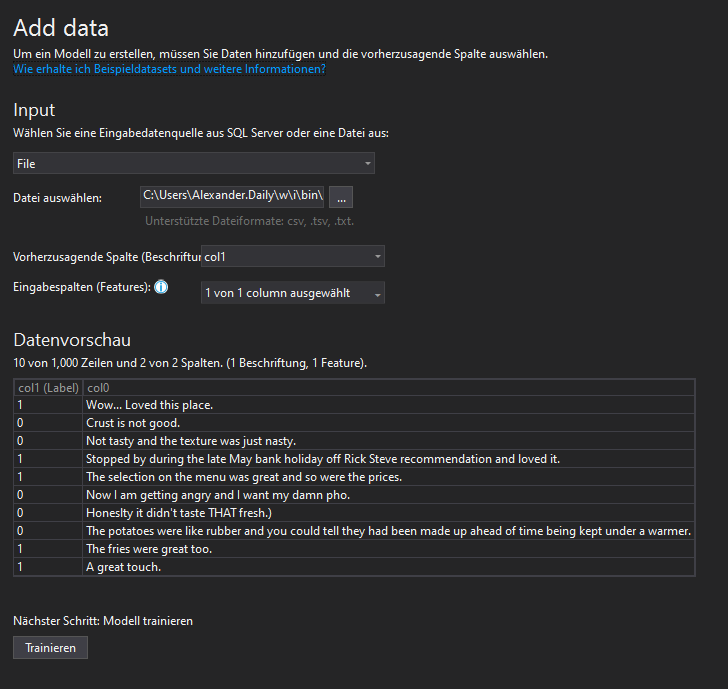 Add data
Um ein Modell zu erstellen, müssen Sie Daten hinzufügen und die vorherzusagende Spalte auswählen.
Wie erhalte ich Beispieldatasets und weitere Informationen?
Input
Wählen Sie eine Eingabedatenquelle aus SQL Server oder eine Datei aus:
File
Datei auswählen: C:\Users\Alexander.Daily\w\i\bin\ ...
Unterstützte Dateiformate: csv, .tsv, .txt.
Vorherzusagende Spalte (Beschriftur col1
Eingabespalten (Features): 1 von 1 column ausgewählt
Datenvorschau
10 von 1,000 Zeilen und 2 von 2 Spalten. (1 Beschriftung, 1 Feature).
col1 (Label) col0
1 Wow... Loved this place.
0 Crust is not good.
0 Not tasty and the texture was just nasty.
1 Stopped by during the late May bank holiday off Rick Steve recommendation and loved it.
1 The selection on the menu was great and so were the prices.
0 Now I am getting angry and I want my damn pho.
0 Honeslty it didn't taste THAT fresh.)
0 The potatoes were like rubber and you could tell they had been made up ahead of time being kept under a warmer.
1 The fries were great too.
1 A great touch.
Nächster Schritt: Modell trainieren
Trainieren